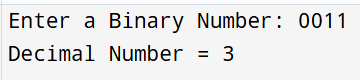 Enter a Binary Number: 0011
Decimal Number = 3